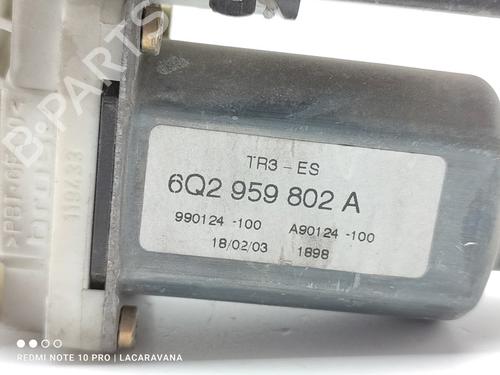 TR3-ES
6Q2 959 802 A
990124 -100 A90124 -100
18/02/03 1898
119433
REDMI NOTE 10 PRO | LACARAVANA
B-PARTS